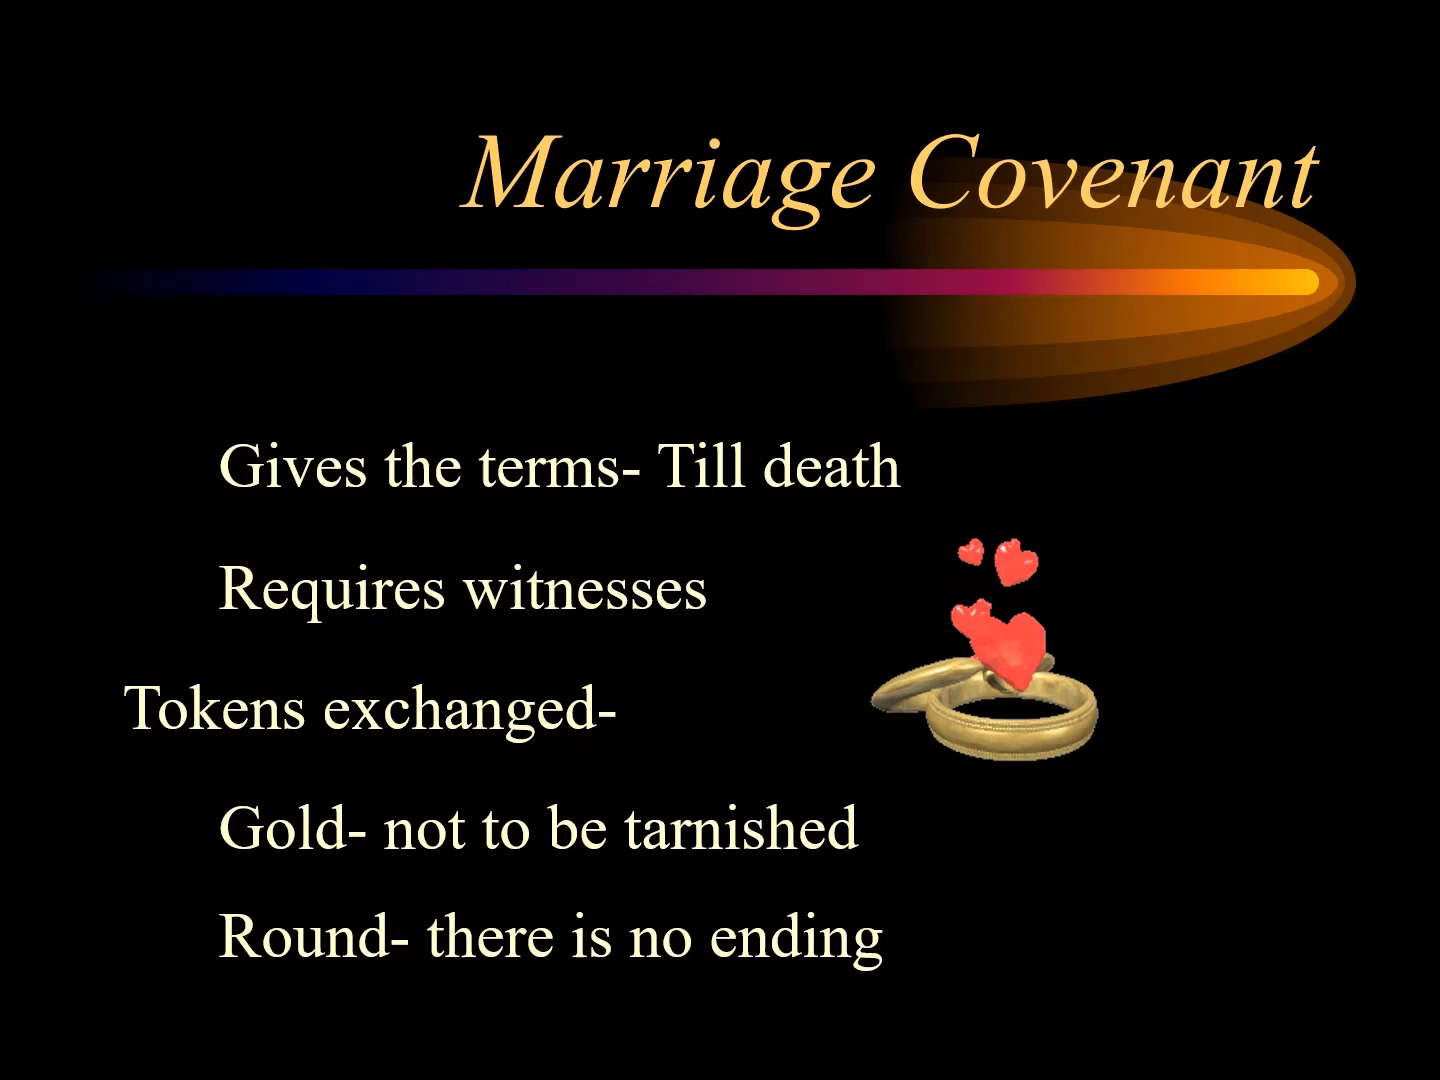 Marriage Covenant
Gives the terms- Till death
Requires witnesses
Tokens exchanged-
Gold- not to be tarnished
Round- there is no ending